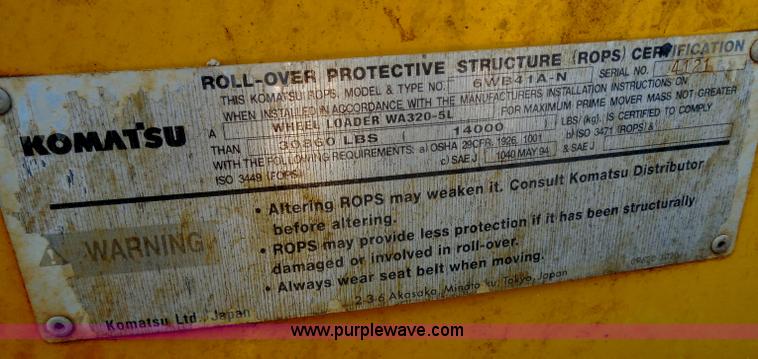 ROLL-OVER PROTECTIVE STRUCTURE (ROPS) CERTIFICATION
THIS KOMATSU ROPS, MODEL & TYPE NO. 6WB41A-N SERIAL NO. 4121
WHEN INSTALLED IN ACCORDANCE WITH THE MANUFACTURERS INSTALLATION INSTRUCTIONS ON
KOMATSU
A WHEEL LOADER WA320-5L FOR MAXIMUM PRIME MOVER MASS NOT GREATER
THAN 30860 LBS ( 14000 ) LBS/(kg), IS CERTIFIED TO COMPLY
WITH THE FOLLOWING REQUIREMENTS: a) OSHA 29CFR, 1926, 1001 b) ISO 3471 (ROPS) &
ISO 3449 (FOPS) c) SAE J 1040 MAY 94 & SAE J
WARNING
• Altering ROPS may weaken it. Consult Komatsu Distributor
before altering.
• ROPS may provide less protection if it has been structurally
damaged or involved in roll-over.
• Always wear seat belt when moving.
Komatsu Ltd., Japan
2-3-6 Akasaka, Minato-ku, Tokyo, Japan
www.purplewave.com